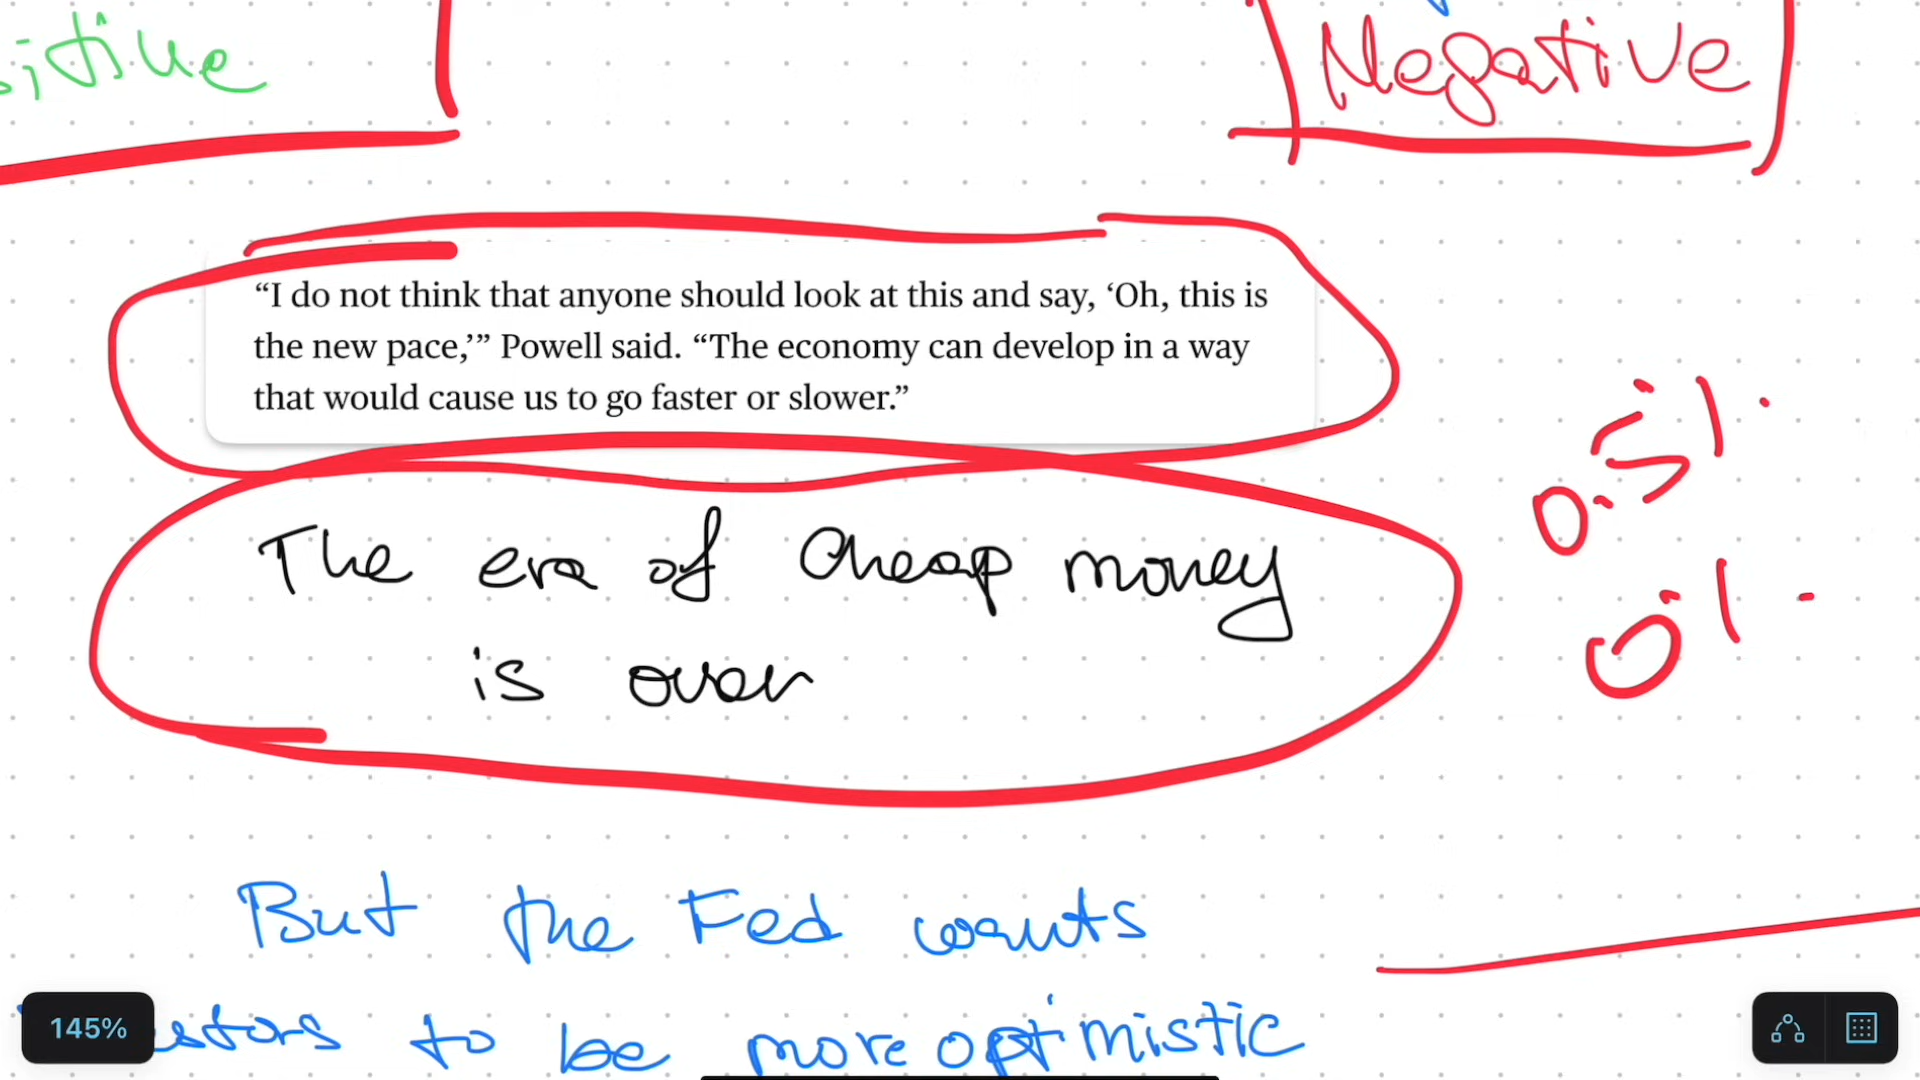 sitive
Negative
“I do not think that anyone should look at this and say, ‘Oh, this is
the new pace,’” Powell said. “The economy can develop in a way
that would cause us to go faster or slower.”
0.5%
0%
The era of cheap money
is over
But the Fed wants
estors to be more optimistic
145%